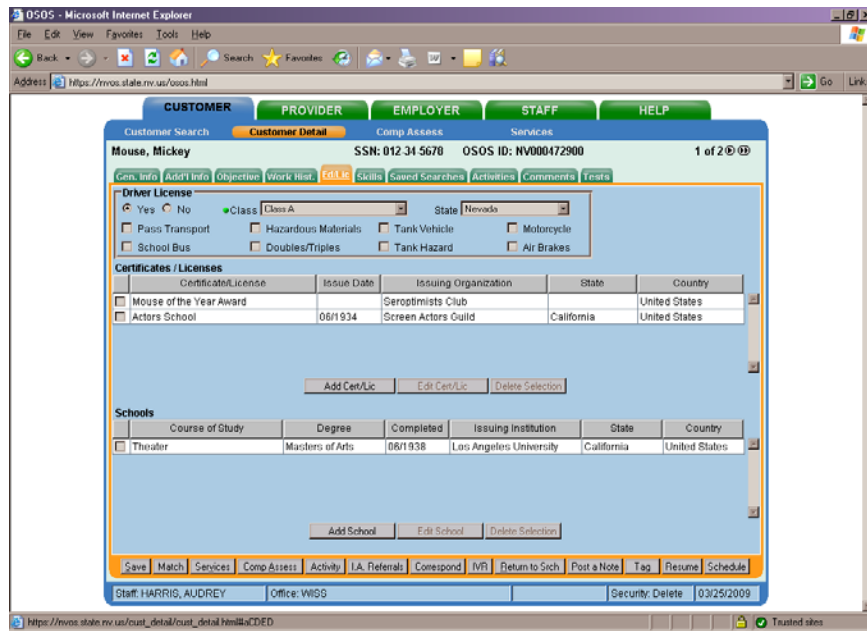 OSOS - Microsoft Internet Explorer
File Edit View Favorites Tools Help
Back Search Favorites
Address https://nvos.state.nv.us/osos.html Go Link
CUSTOMER PROVIDER EMPLOYER STAFF HELP
Customer Search Customer Detail Comp Assess Services
Mouse, Mickey SSN: 012-34-5678 OSOS ID: NV000472900 1 of 2
Gen. Info Add'l Info Objective Work Hist. Ed/Lic Skills Saved Searches Activities Comments Tests
Driver License
Yes No Class Class A State Nevada
Pass Transport Hazardous Materials Tank Vehicle Motorcycle
School Bus Doubles/Triples Tank Hazard Air Brakes
Certificates / Licenses
Certificate/License Issue Date Issuing Organization State Country
Mouse of the Year Award Seroptimists Club United States
Actors School 06/1934 Screen Actors Guild California United States
Add Cert/Lic Edit Cert/Lic Delete Selection
Schools
Course of Study Degree Completed Issuing Institution State Country
Theater Masters of Arts 06/1938 Los Angeles University California United States
Add School Edit School Delete Selection
Save Match Services Comp Assess Activity I.A. Referrals Correspond IVR Return to Srch Post a Note Tag Resume Schedule
Staff: HARRIS, AUDREY Office: WISS Security: Delete 03/25/2009
https://nvos.state.nv.us/cust_detail/cust_detail.html#aCDED Trusted sites